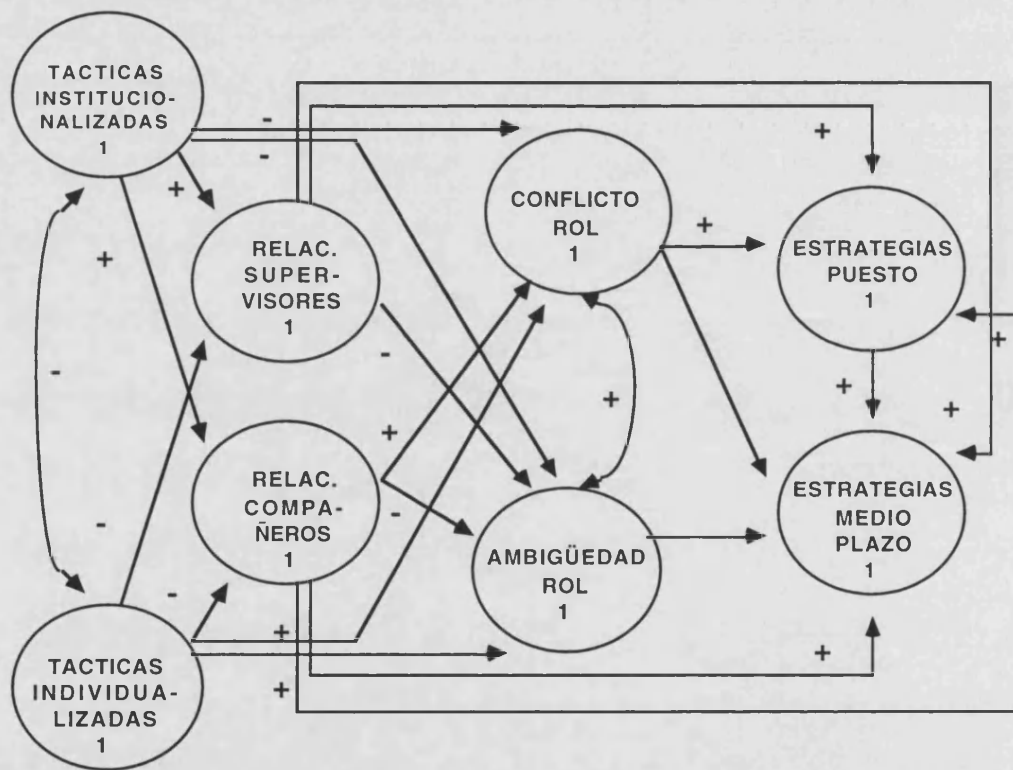 TACTICAS
INSTITUCIO-
NALIZADAS
1
RELAC.
SUPER-
VISORES
1
RELAC.
COMPA-
ÑEROS
1
TACTICAS
INDIVIDUA-
LIZADAS
1
CONFLICTO
ROL
1
AMBIGÜEDAD
ROL
1
ESTRATEGIAS
PUESTO
1
ESTRATEGIAS
MEDIO
PLAZO
1
-
-
+
+
-
-
-
+
+
-
+
-
+
+
+
+
+
+
+
+